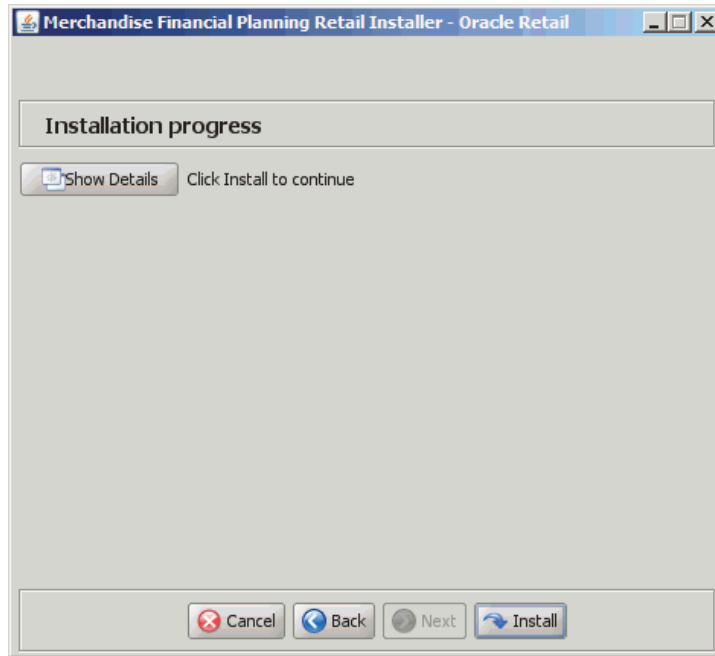 Merchandise Financial Planning Retail Installer - Oracle Retail
Installation progress
Show Details Click Install to continue
Cancel Back Next Install